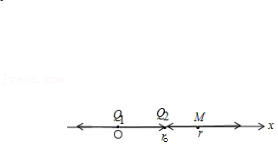 Q₁ Q₂ M
O r₀ r x